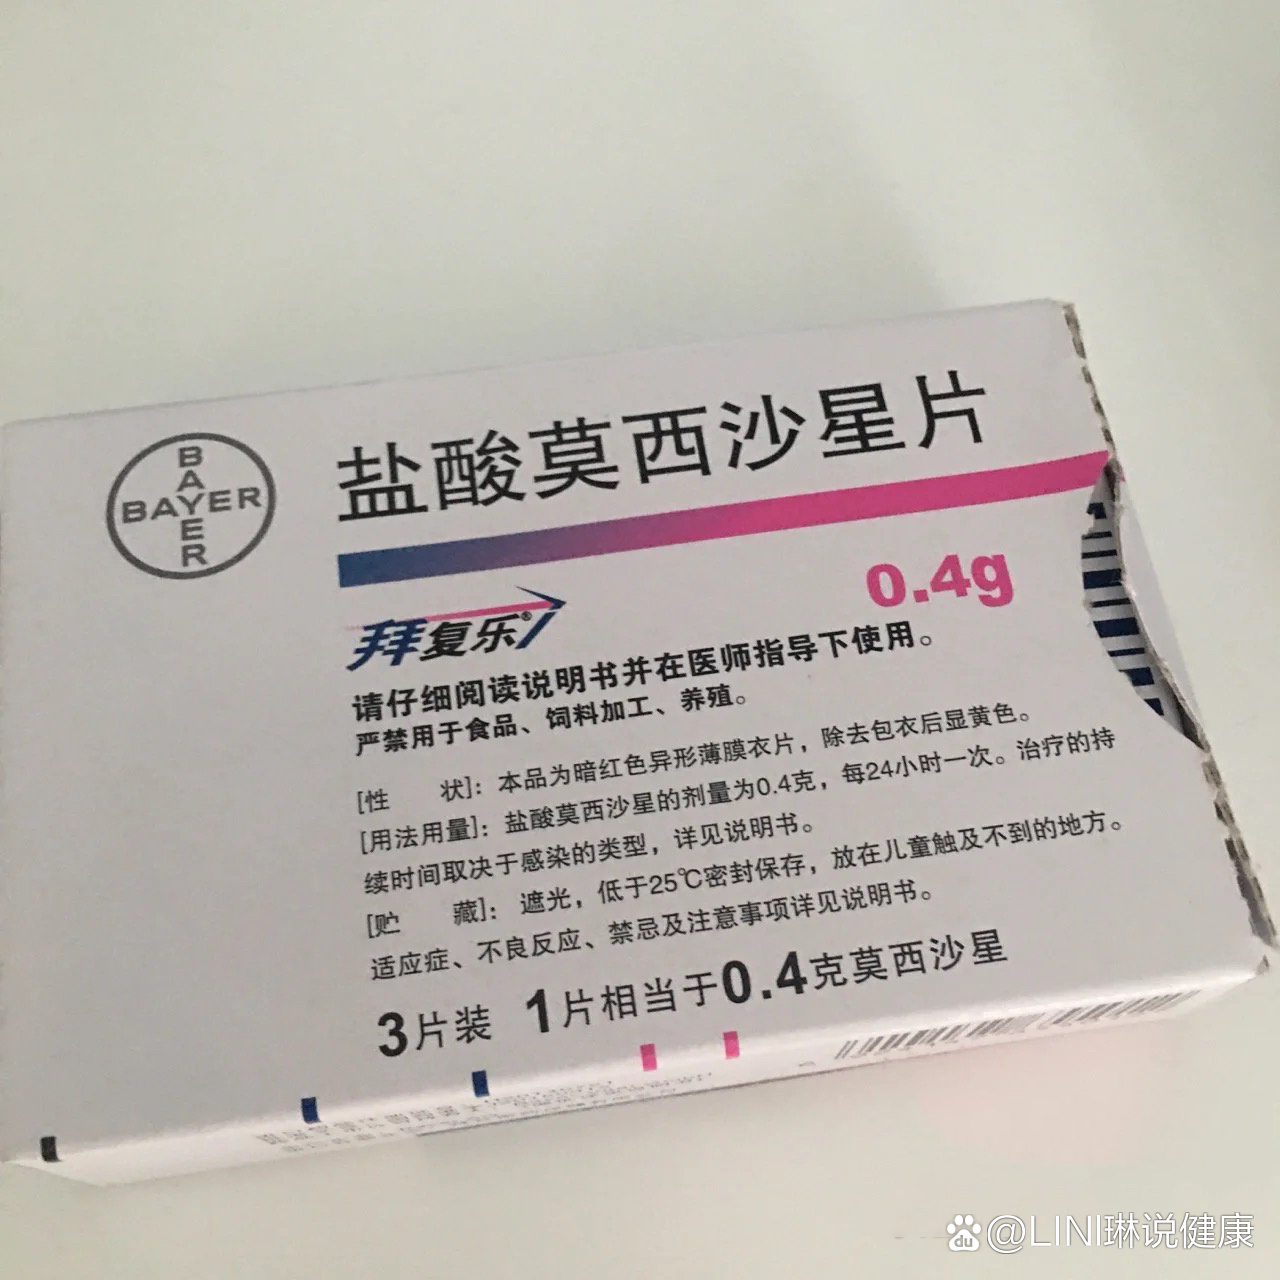 BAYER
BAYER
盐酸莫西沙星片
0.4g
拜复乐®
请仔细阅读说明书并在医师指导下使用。
严禁用于食品、饲料加工、养殖。
[性 状]：本品为暗红色异形薄膜衣片，除去包衣后显黄色。
[用法用量]：盐酸莫西沙星的剂量为0.4克，每24小时一次。治疗的持
续时间取决于感染的类型，详见说明书。
[贮 藏]：遮光，低于25℃密封保存，放在儿童触及不到的地方。
适应症、不良反应、禁忌及注意事项详见说明书。
3片装 1片相当于0.4克莫西沙星
du @LINI琳说健康